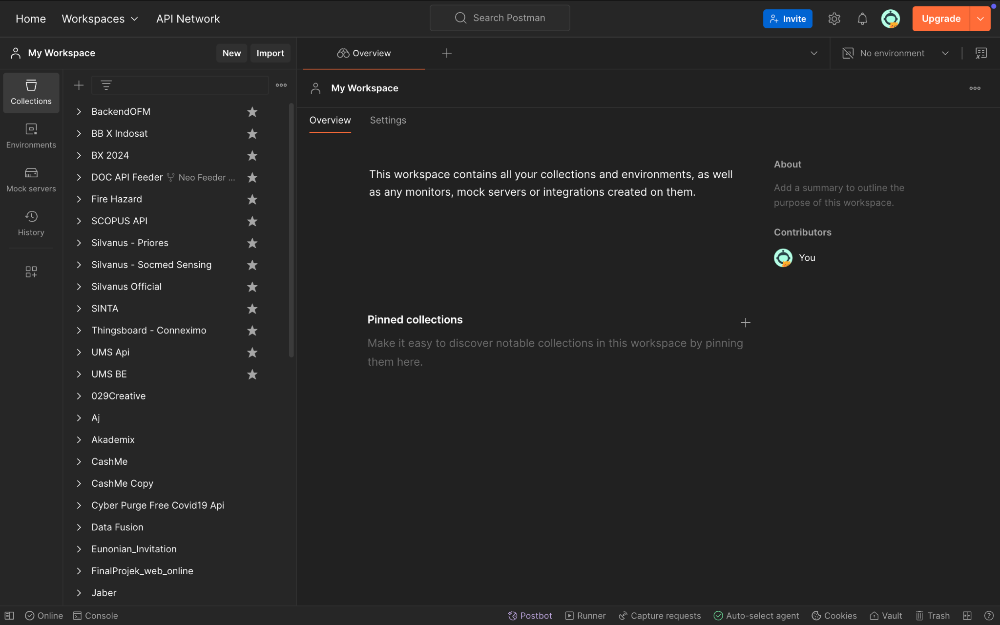 Home Workspaces API Network Search Postman Invite Upgrade
My Workspace New Import
Overview No environment
Collections
Environments
Mock servers
History
BackendOFM
BB X Indosat
BX 2024
DOC API Feeder Neo Feeder ...
Fire Hazard
SCOPUS API
Silvanus - Priores
Silvanus - Socmed Sensing
Silvanus Official
SINTA
Thingsboard - Conneximo
UMS Api
UMS BE
029Creative
Aj
Akademix
CashMe
CashMe Copy
Cyber Purge Free Covid19 Api
Data Fusion
Eunonian_Invitation
FinalProjek_web_online
Jaber
My Workspace
Overview Settings
This workspace contains all your collections and environments, as well
as any monitors, mock servers or integrations created on them.
Pinned collections
Make it easy to discover notable collections in this workspace by pinning
them here.
About
Add a summary to outline the
purpose of this workspace.
Contributors
You
Online Console Postbot Runner Capture requests Auto-select agent Cookies Vault Trash